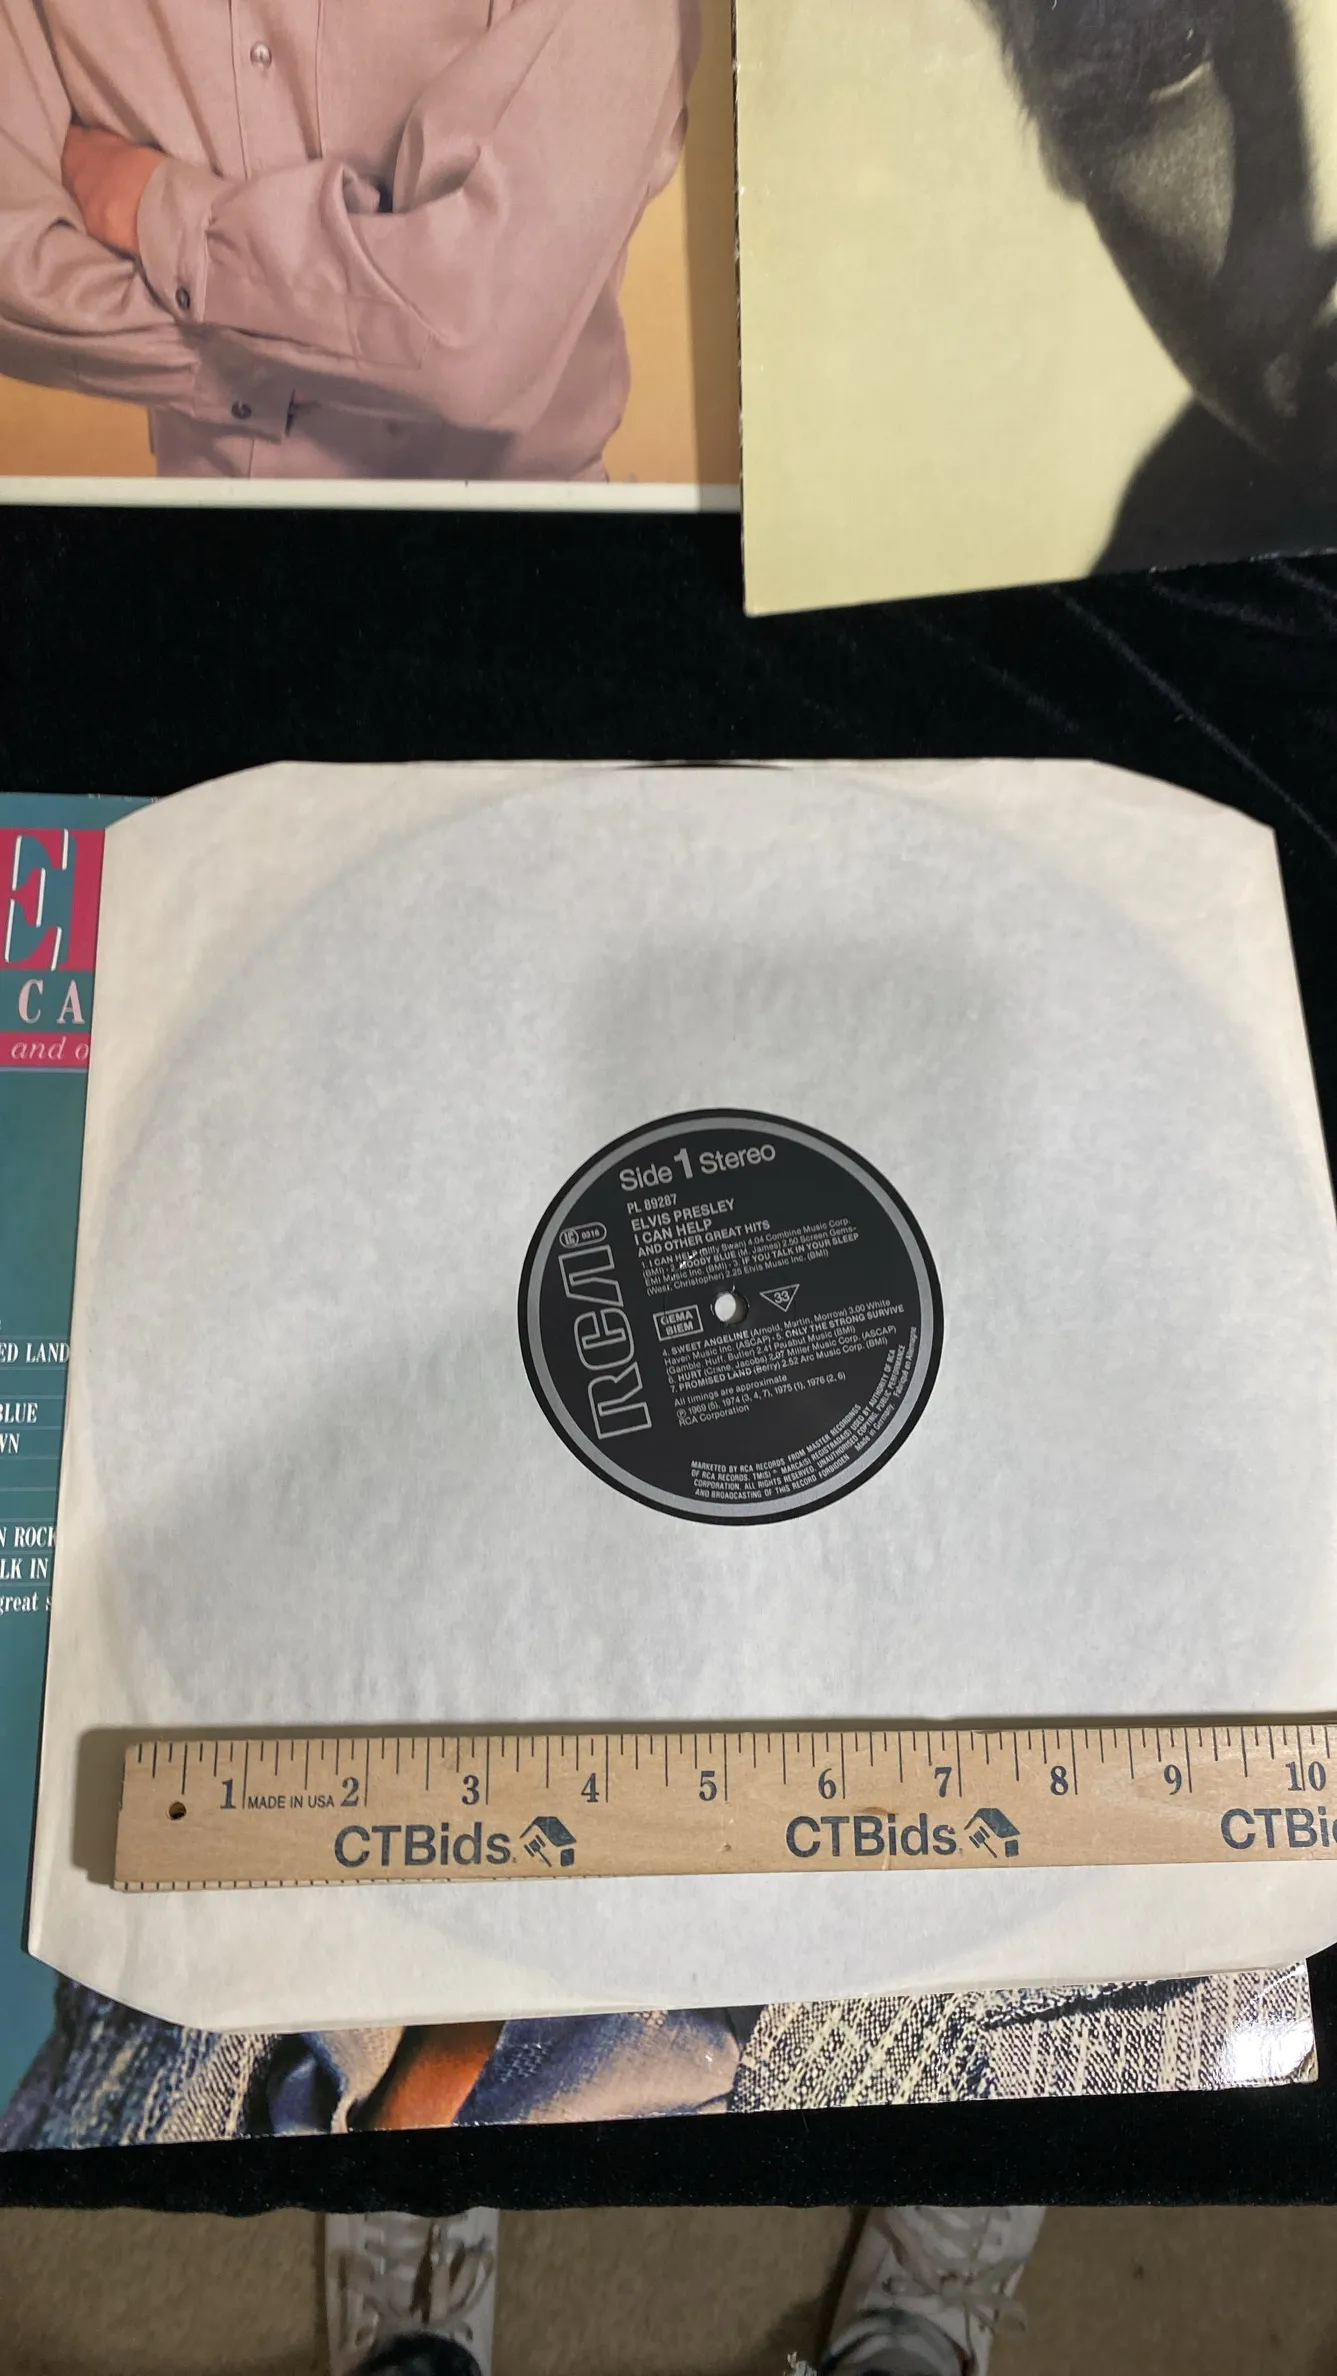 E
C A
and o
ED LAND
BLUE
WN
N ROCK
LK IN
great s
Side 1 Stereo
PL 89287
ELVIS PRESLEY
I CAN HELP
AND OTHER GREAT HITS
1. I CAN HELP (Billy Swan) 4.04 Combine Music Corp.
(BMI) · 2. MOODY BLUE (M. James) 2.50 Screen Gems-
EMI Music Inc. (BMI) · 3. IF YOU TALK IN YOUR SLEEP
(West, Christopher) 2.25 Elvis Music Inc. (BMI)
LC 0316
RCA
GEMA
BIEM
33
4. SWEET ANGELINE (Arnold, Martin, Morrow) 3.00 White
Haven Music Inc. (ASCAP) · 5. ONLY THE STRONG SURVIVE
(Gamble, Huff, Butler) 2.41 Parabut Music (BMI)
6. HURT (Crane, Jacobs) 2.07 Miller Music Corp. (ASCAP)
7. PROMISED LAND (Berry) 2.52 Arc Music Corp. (BMI)
All timings are approximate
℗ 1969 (5), 1974 (3, 4, 7), 1975 (1), 1976 (2, 6)
RCA Corporation
MARKETED BY RCA RECORDS. FROM MASTER RECORDINGS
OF RCA RECORDS. TM(S) ® MARCA(S) REGISTRADA(S) USED BY AUTHORITY OF RCA
CORPORATION. ALL RIGHTS RESERVED. UNAUTHORISED COPYING, PUBLIC PERFORMANCE
AND BROADCASTING OF THIS RECORD FORBIDDEN Made in Germany. Fabriqué en Allemagne
1 MADE IN USA 2 3 4 5 6 7 8 9 10
CTBids CTBids CTBi